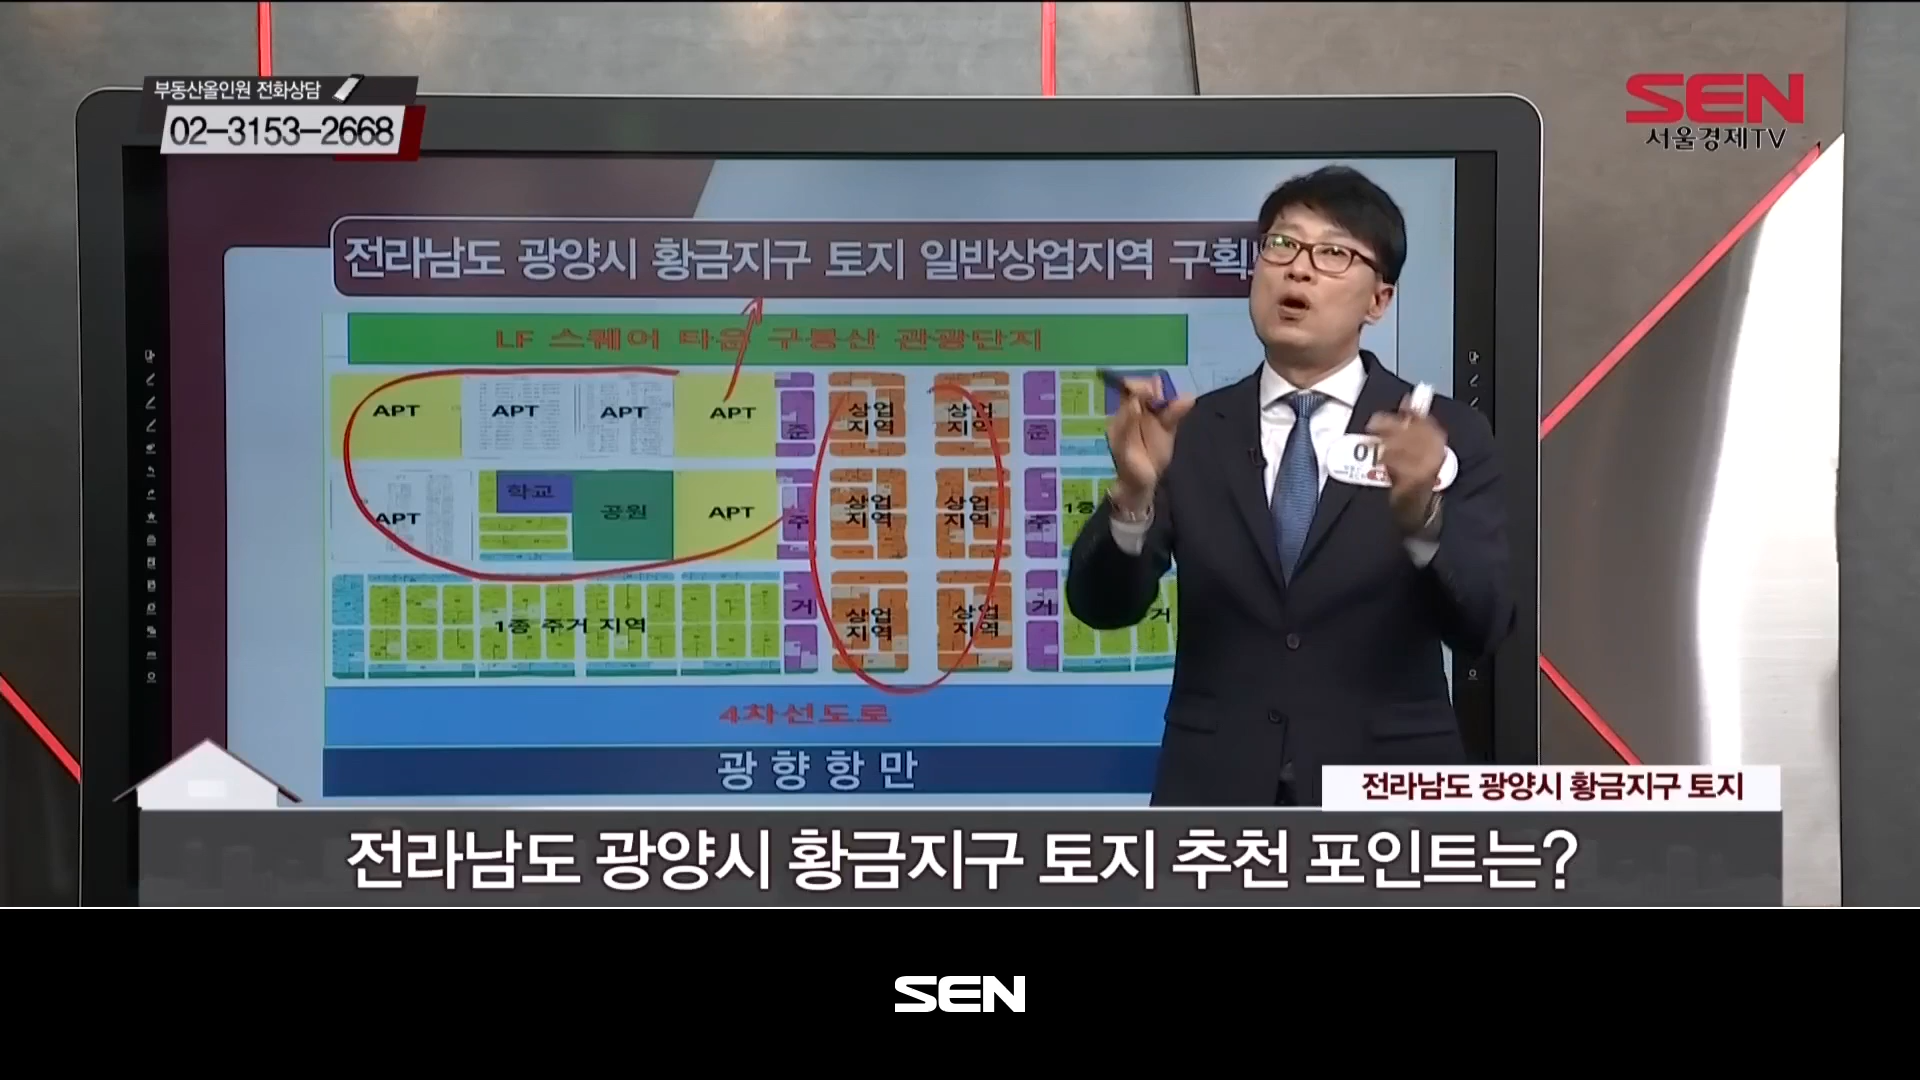 부동산올인원 전화상담
02-3153-2668
SEN
서울경제TV
전라남도 광양시 황금지구 토지 일반상업지역
LF 스퀘어 타운 구봉산 관광단지
APT APT APT APT 준 상업지역 상업지역 준
APT 학교 공원 APT 주 상업지역 상업지역 주 1종
1종 주거 지역 거 상업지역 상업지역 거 거
4차선도로
광향항만
전라남도 광양시 황금지구 토지
전라남도 광양시 황금지구 토지 추천 포인트는?
SEN